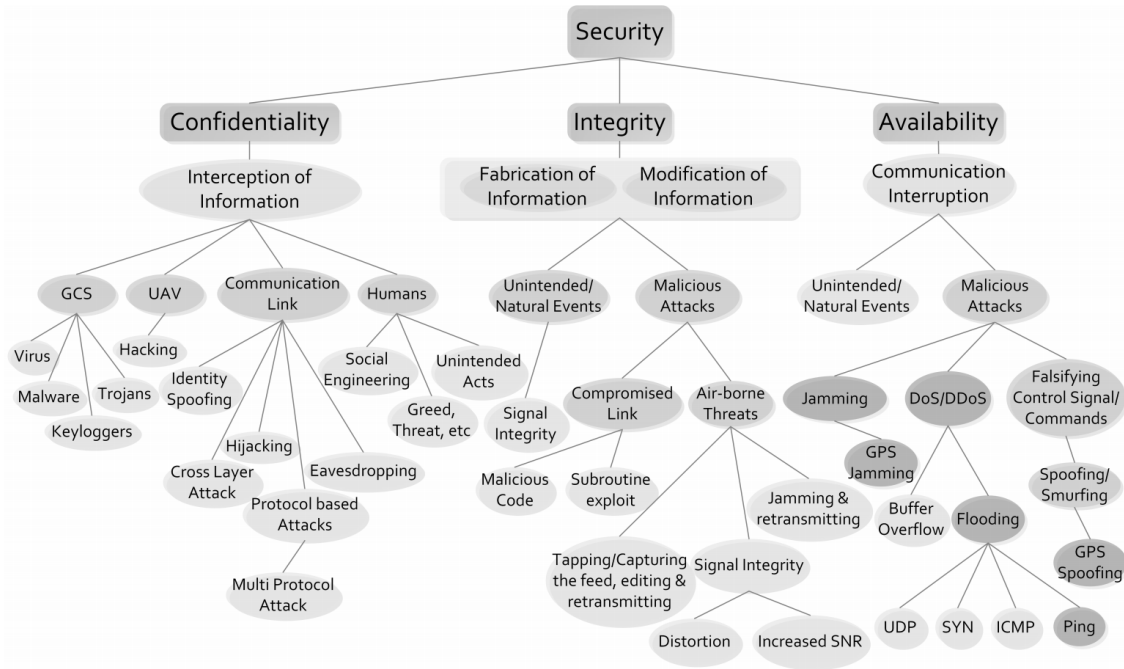 Security
Confidentiality
Integrity
Availability
Interception of
Information
Fabrication of
Information
Modification of
Information
Communication
Interruption
GCS
UAV
Communication
Link
Humans
Unintended/
Natural Events
Malicious
Attacks
Unintended/
Natural Events
Malicious
Attacks
Virus
Malware
Keyloggers
Trojans
Hacking
Identity
Spoofing
Cross Layer
Attack
Hijacking
Protocol based
Attacks
Eavesdropping
Multi Protocol
Attack
Social
Engineering
Greed,
Threat, etc
Unintended
Acts
Signal
Integrity
Compromised
Link
Air-borne
Threats
Malicious
Code
Subroutine
exploit
Tapping/Capturing
the feed, editing &
retransmitting
Signal Integrity
Jamming &
retransmitting
Distortion
Increased SNR
Jamming
DoS/DDoS
Falsifying
Control Signal/
Commands
GPS
Jamming
Buffer
Overflow
Flooding
Spoofing/
Smurfing
GPS
Spoofing
UDP
SYN
ICMP
Ping